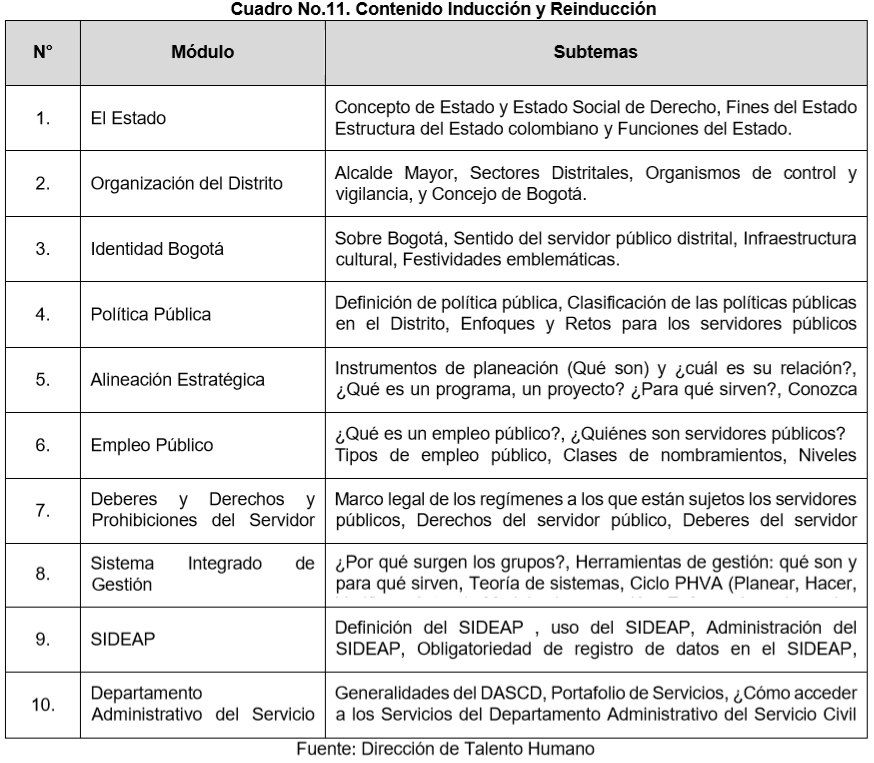 Cuadro No.11. Contenido Inducción y Reinducción
N° Módulo Subtemas
1. El Estado
Concepto de Estado y Estado Social de Derecho, Fines del Estado
Estructura del Estado colombiano y Funciones del Estado.
2. Organización del Distrito
Alcalde Mayor, Sectores Distritales, Organismos de control y
vigilancia, y Concejo de Bogotá.
3. Identidad Bogotá
Sobre Bogotá, Sentido del servidor público distrital, Infraestructura
cultural, Festividades emblemáticas.
4. Política Pública
Definición de política pública, Clasificación de las políticas públicas
en el Distrito, Enfoques y Retos para los servidores públicos
5. Alineación Estratégica
Instrumentos de planeación (Qué son) y ¿cuál es su relación?,
¿Qué es un programa, un proyecto? ¿Para qué sirven?, Conozca
6. Empleo Público
¿Qué es un empleo público?, ¿Quiénes son servidores públicos?
Tipos de empleo público, Clases de nombramientos, Niveles
7. Deberes y Derechos y
Prohibiciones del Servidor
Marco legal de los regímenes a los que están sujetos los servidores
públicos, Derechos del servidor público, Deberes del servidor
8. Sistema Integrado de
Gestión
¿Por qué surgen los grupos?, Herramientas de gestión: qué son y
para qué sirven, Teoría de sistemas, Ciclo PHVA (Planear, Hacer,
9. SIDEAP
Definición del SIDEAP , uso del SIDEAP, Administración del
SIDEAP, Obligatoriedad de registro de datos en el SIDEAP,
10. Departamento
Administrativo del Servicio
Generalidades del DASCD, Portafolio de Servicios, ¿Cómo acceder
a los Servicios del Departamento Administrativo del Servicio Civil
Fuente: Dirección de Talento Humano